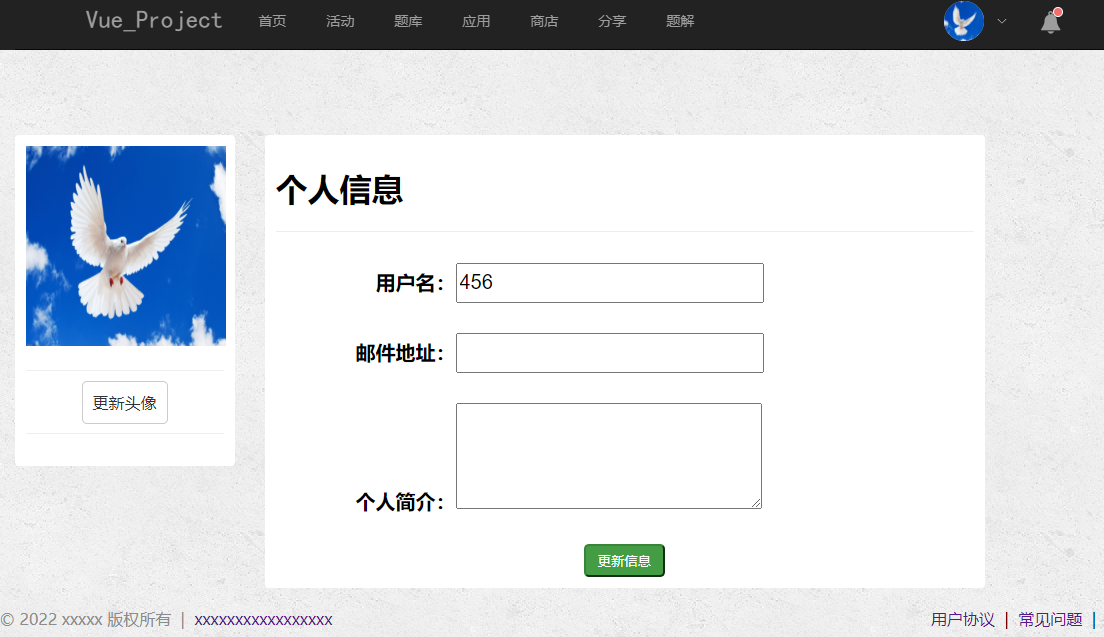 Vue_Project 首页 活动 题库 应用 商店 分享 题解
个人信息
用户名： 456
邮件地址：
更新头像
个人简介：
更新信息
© 2022 xxxxx 版权所有 | xxxxxxxxxxxxxxxxx 用户协议 | 常见问题 |